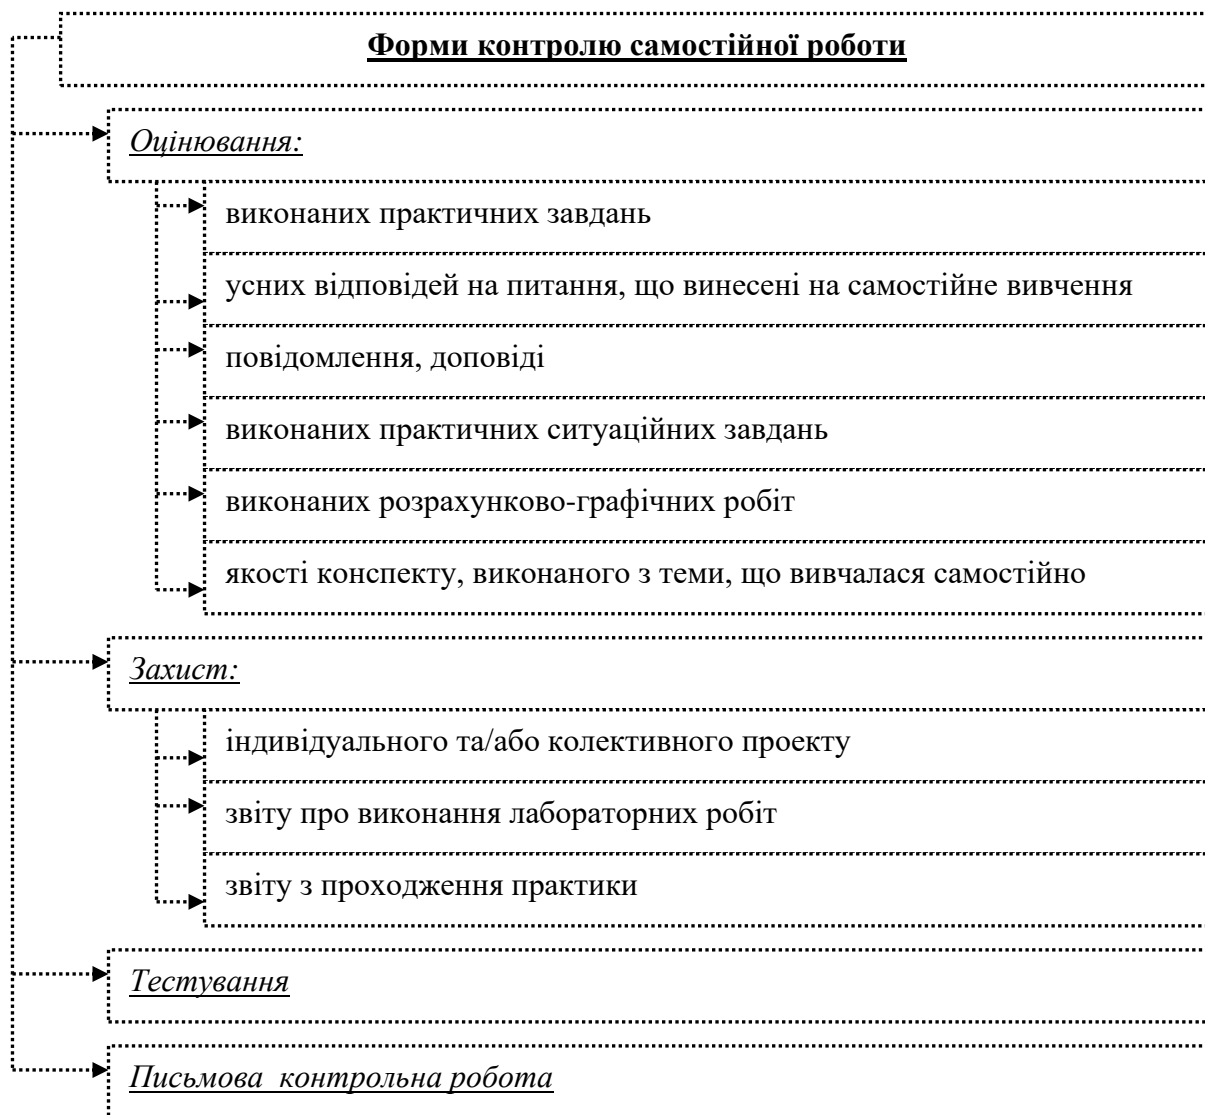 Форми контролю самостійної роботи
Оцінювання:
виконаних практичних завдань
усних відповідей на питання, що винесені на самостійне вивчення
повідомлення, доповіді
виконаних практичних ситуаційних завдань
виконаних розрахунково-графічних робіт
якості конспекту, виконаного з теми, що вивчалася самостійно
Захист:
індивідуального та/або колективного проекту
звіту про виконання лабораторних робіт
звіту з проходження практики
Тестування
Письмова контрольна робота